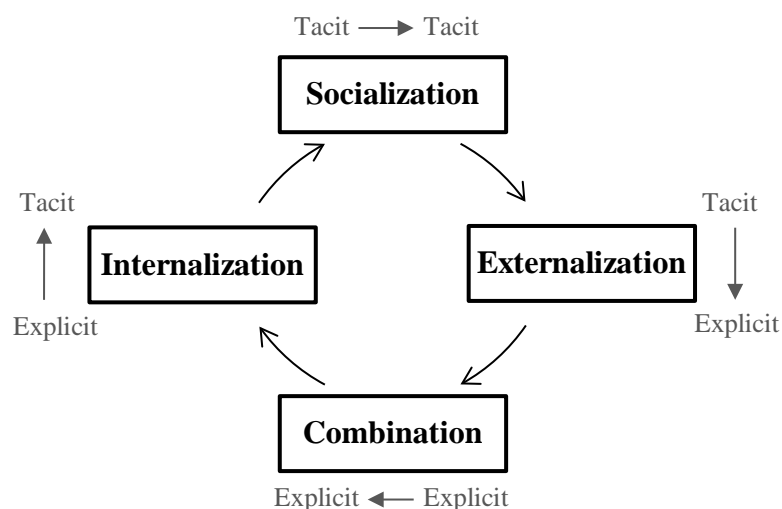 Tacit Tacit
Socialization
Tacit
Internalization
Explicit
Tacit
Externalization
Explicit
Combination
Explicit Explicit